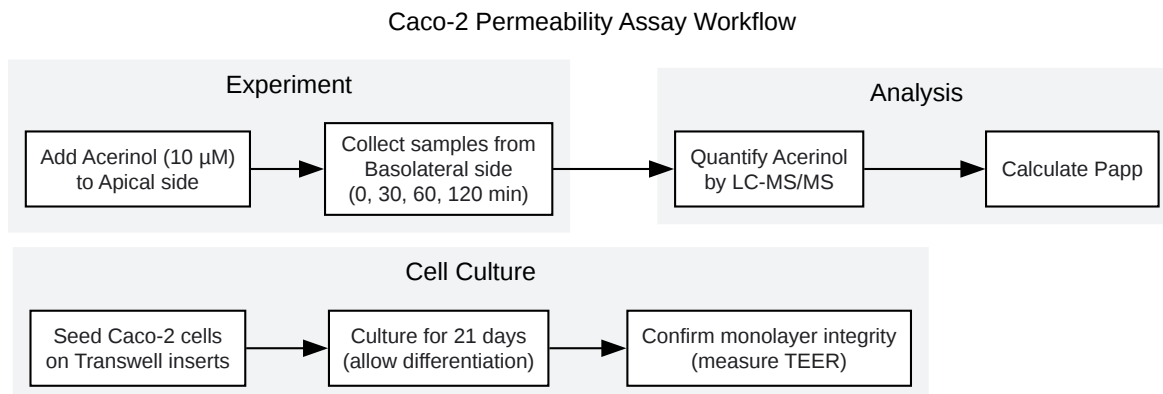 Caco-2 Permeability Assay Workflow
Experiment
Add Acerinol (10 µM)
to Apical side
Collect samples from
Basolateral side
(0, 30, 60, 120 min)
Analysis
Quantify Acerinol
by LC-MS/MS
Calculate Papp
Cell Culture
Seed Caco-2 cells
on Transwell inserts
Culture for 21 days
(allow differentiation)
Confirm monolayer integrity
(measure TEER)